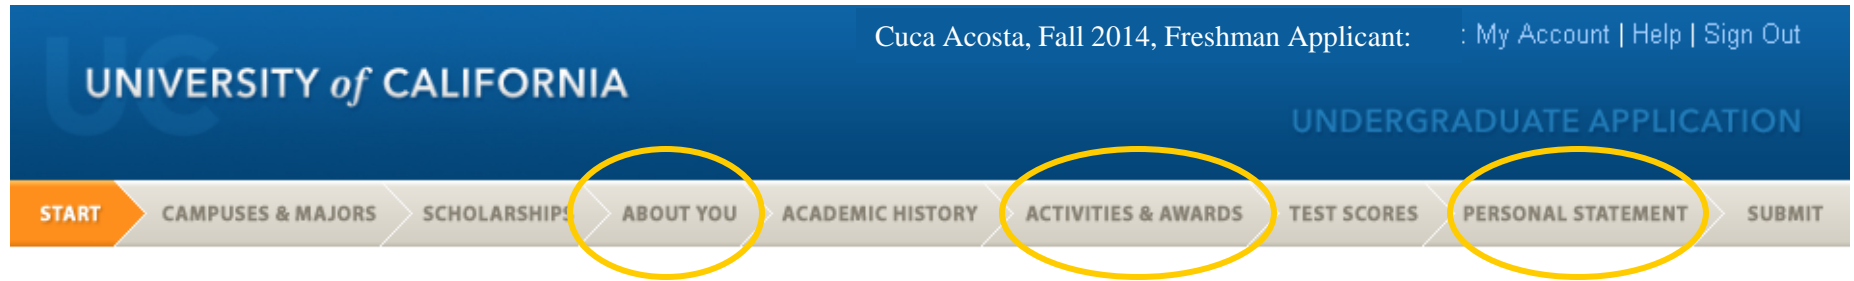 Cuca Acosta, Fall 2014, Freshman Applicant: : My Account | Help | Sign Out
UC
UNIVERSITY of CALIFORNIA
UNDERGRADUATE APPLICATION
START CAMPUSES & MAJORS SCHOLARSHIPS ABOUT YOU ACADEMIC HISTORY ACTIVITIES & AWARDS TEST SCORES PERSONAL STATEMENT SUBMIT